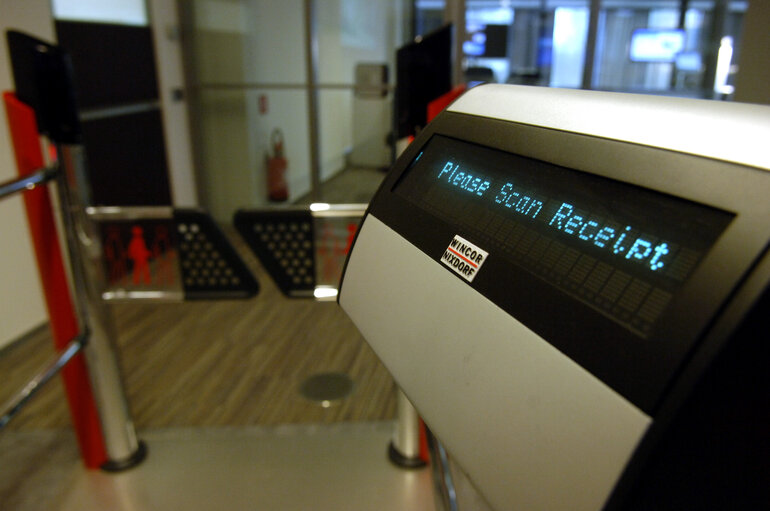 Please Scan Receipt
WINCOR
NIXDORF